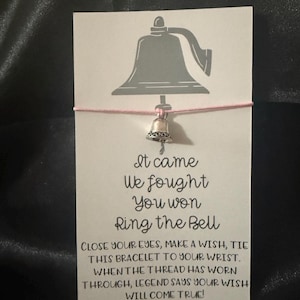 It came
We fought
You won
Ring the Bell
CLOSE YOUR EYES, MAKE A WISH, TIE
THIS BRACELET TO YOUR WRIST.
WHEN THE THREAD HAS WORN
THROUGH, LEGEND SAYS YOUR WISH
WILL COME TRUE!